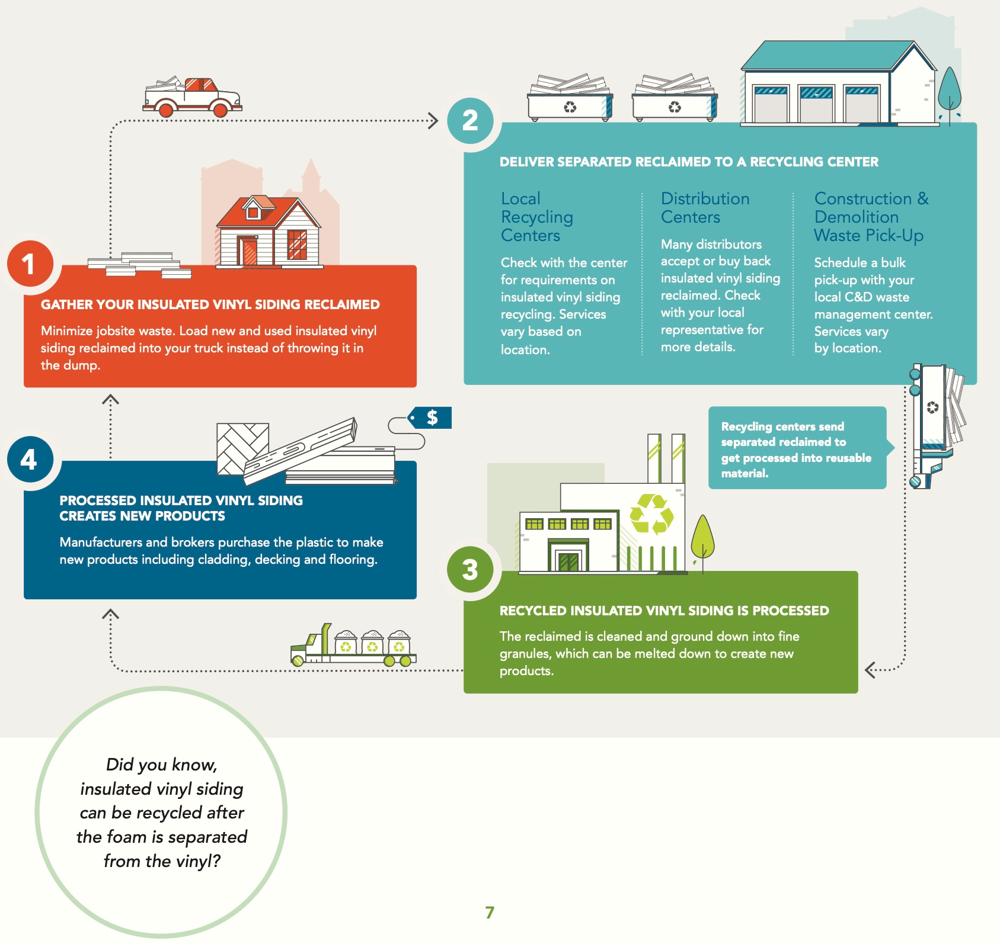 1
GATHER YOUR INSULATED VINYL SIDING RECLAIMED
Minimize jobsite waste. Load new and used insulated vinyl
siding reclaimed into your truck instead of throwing it in
the dump.
2
DELIVER SEPARATED RECLAIMED TO A RECYCLING CENTER
Local
Recycling
Centers
Check with the center
for requirements on
insulated vinyl siding
recycling. Services
vary based on
location.
Distribution
Centers
Many distributors
accept or buy back
insulated vinyl siding
reclaimed. Check
with your local
representative for
more details.
Construction &
Demolition
Waste Pick-Up
Schedule a bulk
pick-up with your
local C&D waste
management center.
Services vary
by location.
Recycling centers send
separated reclaimed to
get processed into reusable
material.
3
RECYCLED INSULATED VINYL SIDING IS PROCESSED
The reclaimed is cleaned and ground down into fine
granules, which can be melted down to create new
products.
4
$
PROCESSED INSULATED VINYL SIDING
CREATES NEW PRODUCTS
Manufacturers and brokers purchase the plastic to make
new products including cladding, decking and flooring.
Did you know,
insulated vinyl siding
can be recycled after
the foam is separated
from the vinyl?
7